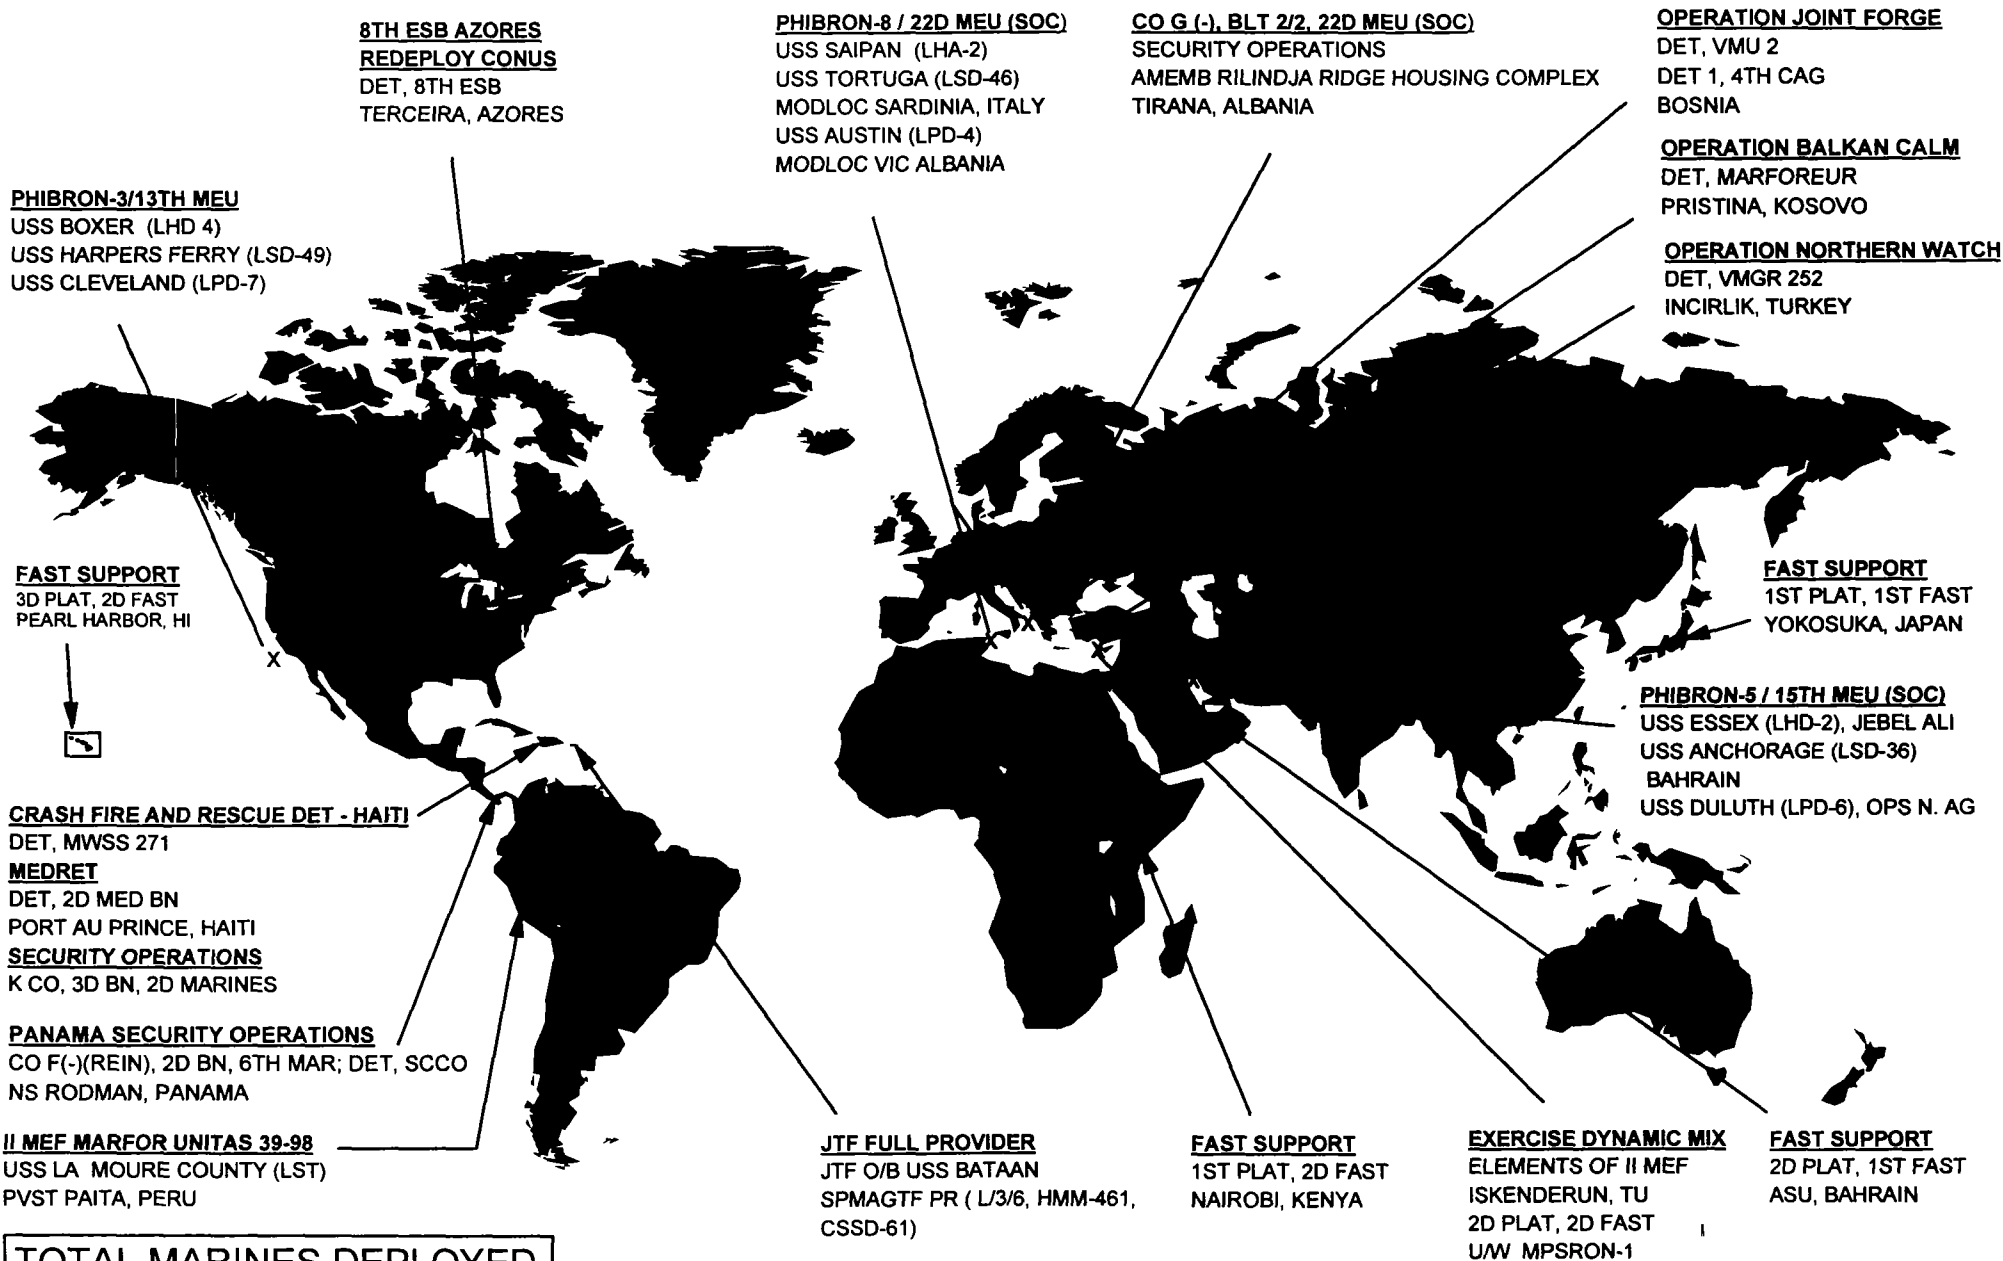 8TH ESB AZORES
REDEPLOY CONUS
DET, 8TH ESB
TERCEIRA, AZORES
PHIBRON-8 / 22D MEU (SOC)
USS SAIPAN (LHA-2)
USS TORTUGA (LSD-46)
MODLOC SARDINIA, ITALY
USS AUSTIN (LPD-4)
MODLOC VIC ALBANIA
CO G (-), BLT 2/2, 22D MEU (SOC)
SECURITY OPERATIONS
AMEMB RILINDJA RIDGE HOUSING COMPLEX
TIRANA, ALBANIA
OPERATION JOINT FORGE
DET, VMU 2
DET 1, 4TH CAG
BOSNIA
OPERATION BALKAN CALM
DET, MARFOREUR
PRISTINA, KOSOVO
OPERATION NORTHERN WATCH
DET, VMGR 252
INCIRLIK, TURKEY
PHIBRON-3/13TH MEU
USS BOXER (LHD 4)
USS HARPERS FERRY (LSD-49)
USS CLEVELAND (LPD-7)
FAST SUPPORT
3D PLAT, 2D FAST
PEARL HARBOR, HI
X
X
X
X
FAST SUPPORT
1ST PLAT, 1ST FAST
YOKOSUKA, JAPAN
PHIBRON-5 / 15TH MEU (SOC)
USS ESSEX (LHD-2), JEBEL ALI
USS ANCHORAGE (LSD-36)
BAHRAIN
USS DULUTH (LPD-6), OPS N. AG
CRASH FIRE AND RESCUE DET - HAITI
DET, MWSS 271
MEDRET
DET, 2D MED BN
PORT AU PRINCE, HAITI
SECURITY OPERATIONS
K CO, 3D BN, 2D MARINES
PANAMA SECURITY OPERATIONS
CO F(-)(REIN), 2D BN, 6TH MAR; DET, SCCO
NS RODMAN, PANAMA
II MEF MARFOR UNITAS 39-98
USS LA MOURE COUNTY (LST)
PVST PAITA, PERU
JTF FULL PROVIDER
JTF O/B USS BATAAN
SPMAGTF PR ( L/3/6, HMM-461,
CSSD-61)
FAST SUPPORT
1ST PLAT, 2D FAST
NAIROBI, KENYA
EXERCISE DYNAMIC MIX
ELEMENTS OF II MEF
ISKENDERUN, TU
2D PLAT, 2D FAST
U/W MPSRON-1
FAST SUPPORT
2D PLAT, 1ST FAST
ASU, BAHRAIN
TOTAL MARINES DEPLOYED